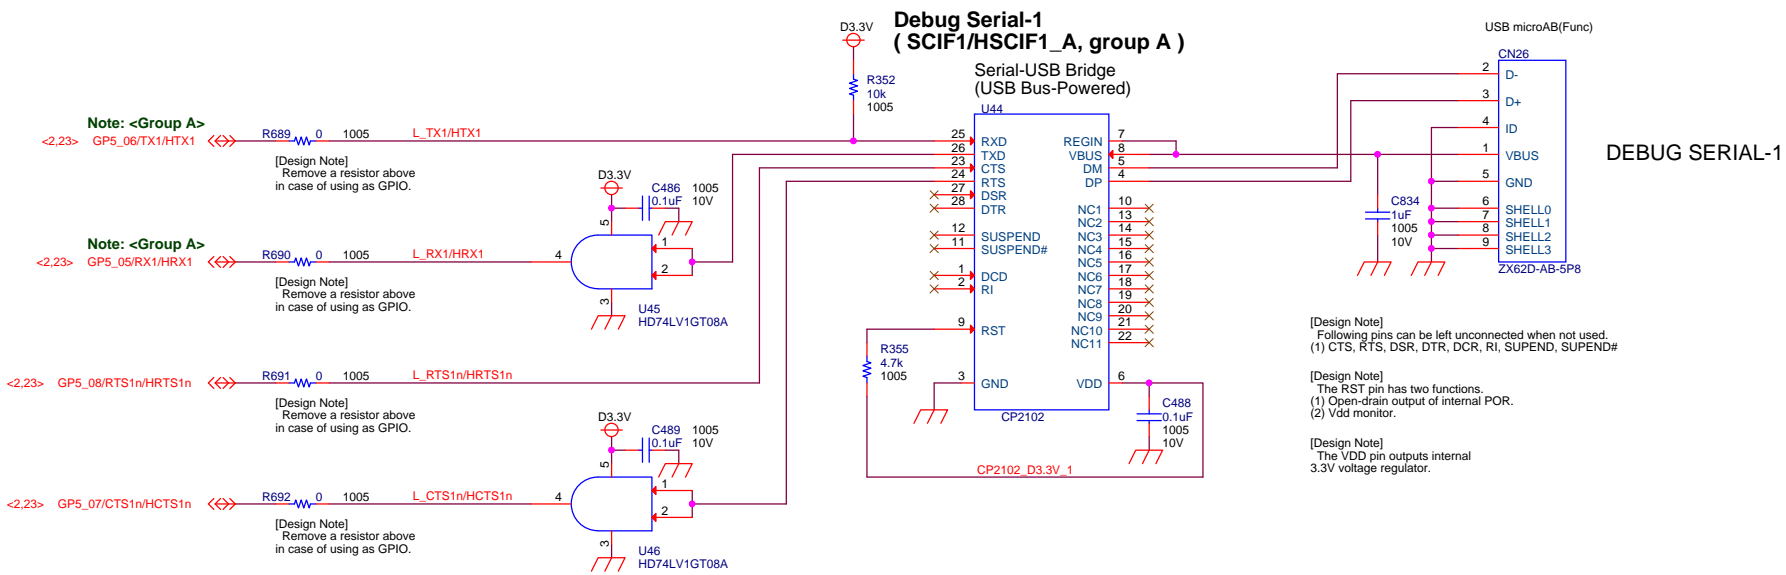 Debug Serial-1
( SCIF1/HSCIF1_A, group A )
Serial-USB Bridge
(USB Bus-Powered)
USB microAB(Func)
DEBUG SERIAL-1
D3.3V
R352
10k
1005
Note: <Group A>
<2,23> GP5_06/TX1/HTX1
R689 0 1005 L_TX1/HTX1
[Design Note]
Remove a resistor above
in case of using as GPIO.
D3.3V
C486 1005
0.1uF 10V
5
1
2
4
3
U45
HD74LV1GT08A
Note: <Group A>
<2,23> GP5_05/RX1/HRX1
R690 0 1005 L_RX1/HRX1
[Design Note]
Remove a resistor above
in case of using as GPIO.
<2,23> GP5_08/RTS1n/HRTS1n
R691 0 1005 L_RTS1n/HRTS1n
[Design Note]
Remove a resistor above
in case of using as GPIO.
D3.3V
C489 1005
0.1uF 10V
5
1
2
4
3
U46
HD74LV1GT08A
<2,23> GP5_07/CTS1n/HCTS1n
R692 0 1005 L_CTS1n/HCTS1n
[Design Note]
Remove a resistor above
in case of using as GPIO.
U44
25 RXD
26 TXD
23 CTS
24 RTS
27 DSR
28 DTR
12 SUSPEND
11 SUSPEND#
1 DCD
2 RI
9 RST
3 GND
REGIN 7
VBUS 8
DM 5
DP 4
NC1 10
NC2 13
NC3 14
NC4 15
NC5 16
NC6 17
NC7 18
NC8 19
NC9 20
NC10 21
NC11 22
VDD 6
CP2102
R355
4.7k
1005
CP2102_D3.3V_1
C488
0.1uF
1005
10V
C834
1uF
1005
10V
CN26
2 D-
3 D+
4 ID
1 VBUS
5 GND
6 SHELL0
7 SHELL1
8 SHELL2
9 SHELL3
ZX62D-AB-5P8
[Design Note]
Following pins can be left unconnected when not used.
(1) CTS, RTS, DSR, DTR, DCR, RI, SUPEND, SUPEND#
[Design Note]
The RST pin has two functions.
(1) Open-drain output of internal POR.
(2) Vdd monitor.
[Design Note]
The VDD pin outputs internal
3.3V voltage regulator.